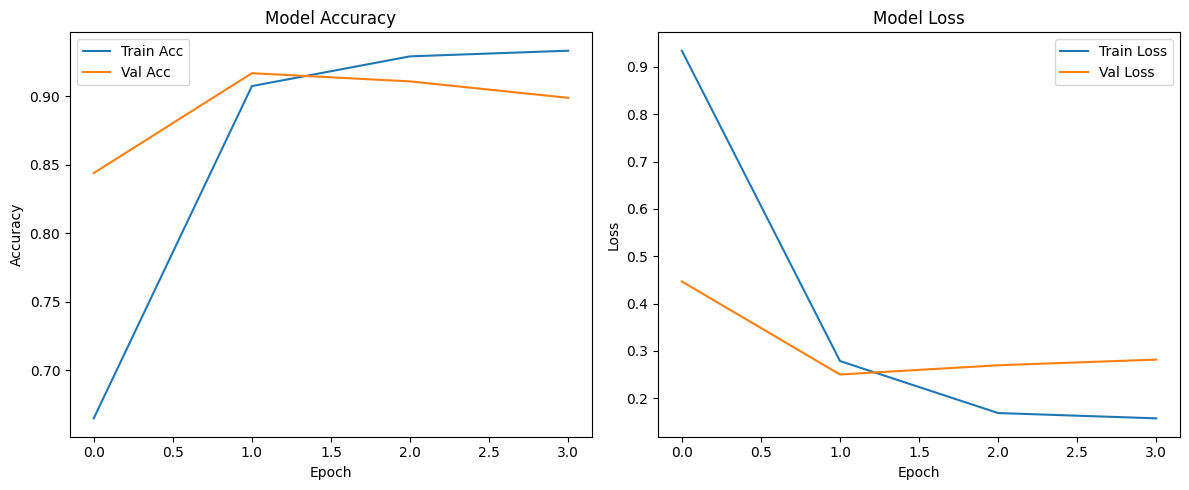 Model Accuracy
Train Acc
Val Acc
Accuracy
0.90
0.85
0.80
0.75
0.70
0.0 0.5 1.0 1.5 2.0 2.5 3.0
Epoch
Model Loss
Train Loss
Val Loss
Loss
0.9
0.8
0.7
0.6
0.5
0.4
0.3
0.2
0.0 0.5 1.0 1.5 2.0 2.5 3.0
Epoch